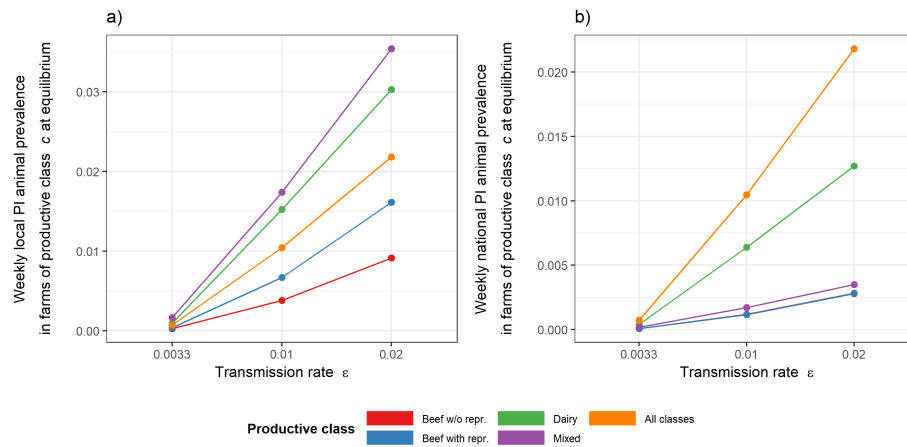 a)
Weekly local PI animal prevalence
in farms of productive class c at equilibrium
0.03
0.02
0.01
0.00
0.0033
0.01
0.02
Transmission rate ε
b)
Weekly national PI animal prevalence
in farms of productive class c at equilibrium
0.020
0.015
0.010
0.005
0.000
0.0033
0.01
0.02
Transmission rate ε
Productive class
Beef w/o repr.
Dairy
All classes
Beef with repr.
Mixed